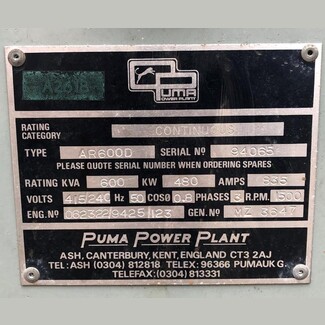 A2818
PUMA
POWER PLANT
RATING CATEGORY CONTINUOUS
TYPE AR600D SERIAL NO 94065
PLEASE QUOTE SERIAL NUMBER WHEN ORDERING SPARES
RATING KVA 600 KW 480 AMPS 835
VOLTS 415/240 HZ 50 COSΦ 0.8 PHASES 3 R.P.M. 1500
ENG.Nº GEN.Nº
PUMA POWER PLANT
ASH, CANTERBURY, KENT, ENGLAND CT3 2AJ
TEL: ASH (0304) 812818 TELEX: 96366 PUMAUK G.
TELEFAX: (0304) 813331